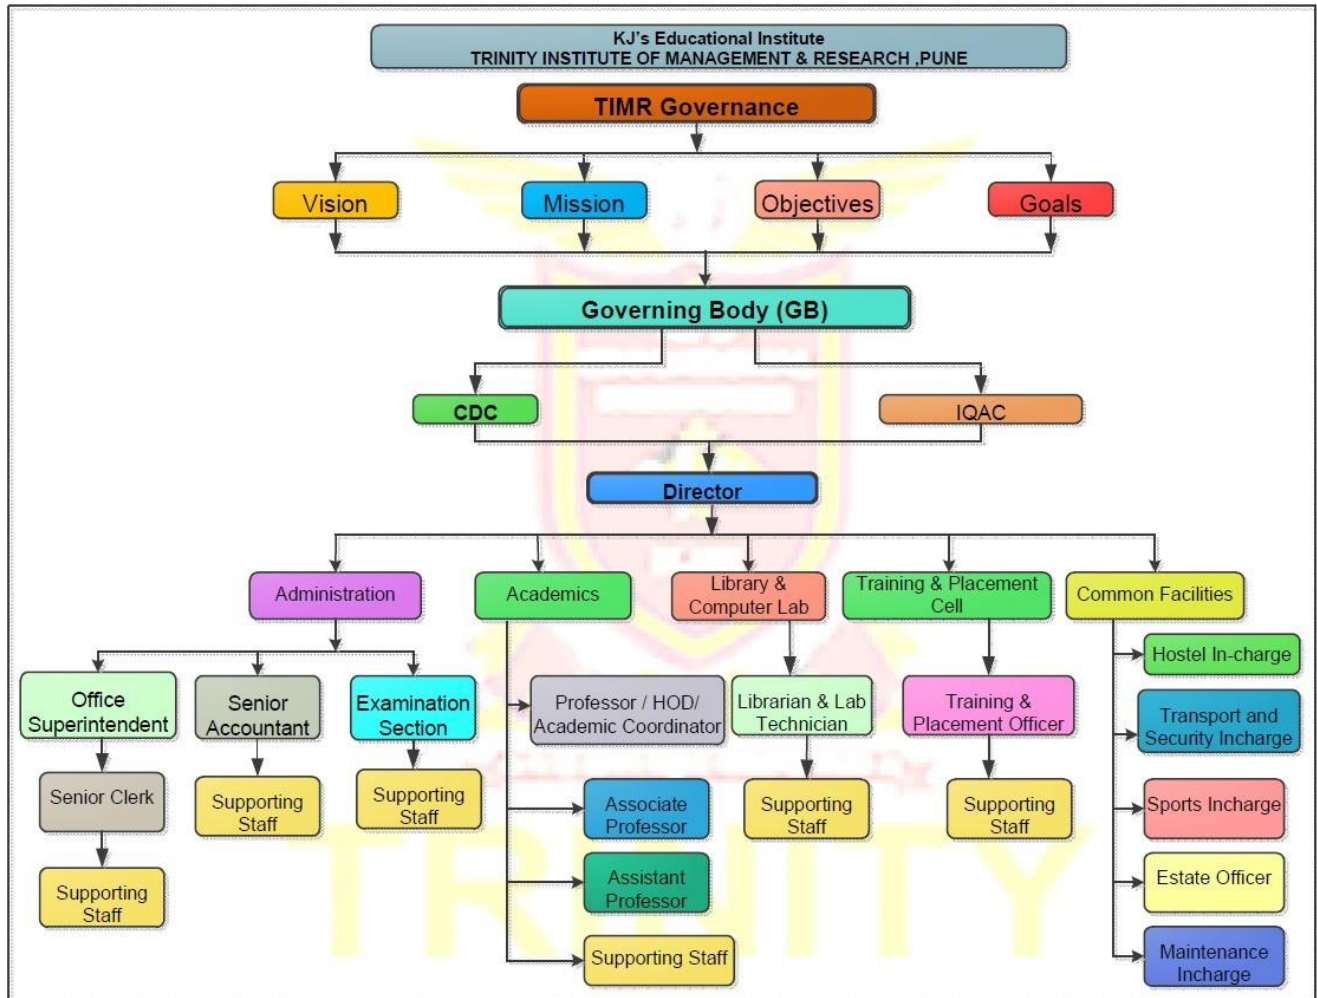 KJ's Educational Institute
TRINITY INSTITUTE OF MANAGEMENT & RESEARCH ,PUNE
TIMR Governance
Vision
Mission
Objectives
Goals
Governing Body (GB)
CDC
IQAC
Director
Administration
Academics
Library &
Computer Lab
Training & Placement
Cell
Common Facilities
Office
Superintendent
Senior
Accountant
Examination
Section
Professor / HOD/
Academic Coordinator
Librarian & Lab
Technician
Training &
Placement Officer
Hostel In-charge
Transport and
Security Incharge
Senior Clerk
Supporting
Staff
Supporting
Staff
Associate
Professor
Supporting
Staff
Supporting
Staff
Sports Incharge
Supporting
Staff
Assistant
Professor
Estate Officer
Supporting Staff
Maintenance
Incharge
TRINITY